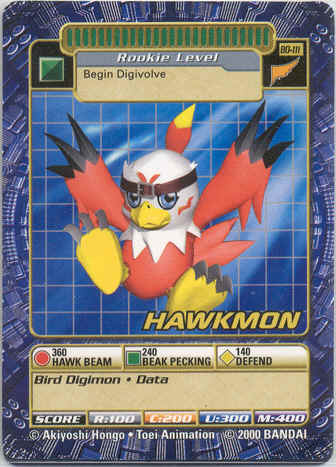 BO-111
Rookie Level
Begin Digivolve
HAWKMON
360 HAWK BEAM 240 BEAK PECKING 140 DEFEND
Bird Digimon • Data
SCORE R:100 C:200 U:300 M:400
© Akiyoshi Hongo • Toei Animation © 2000 BANDAI